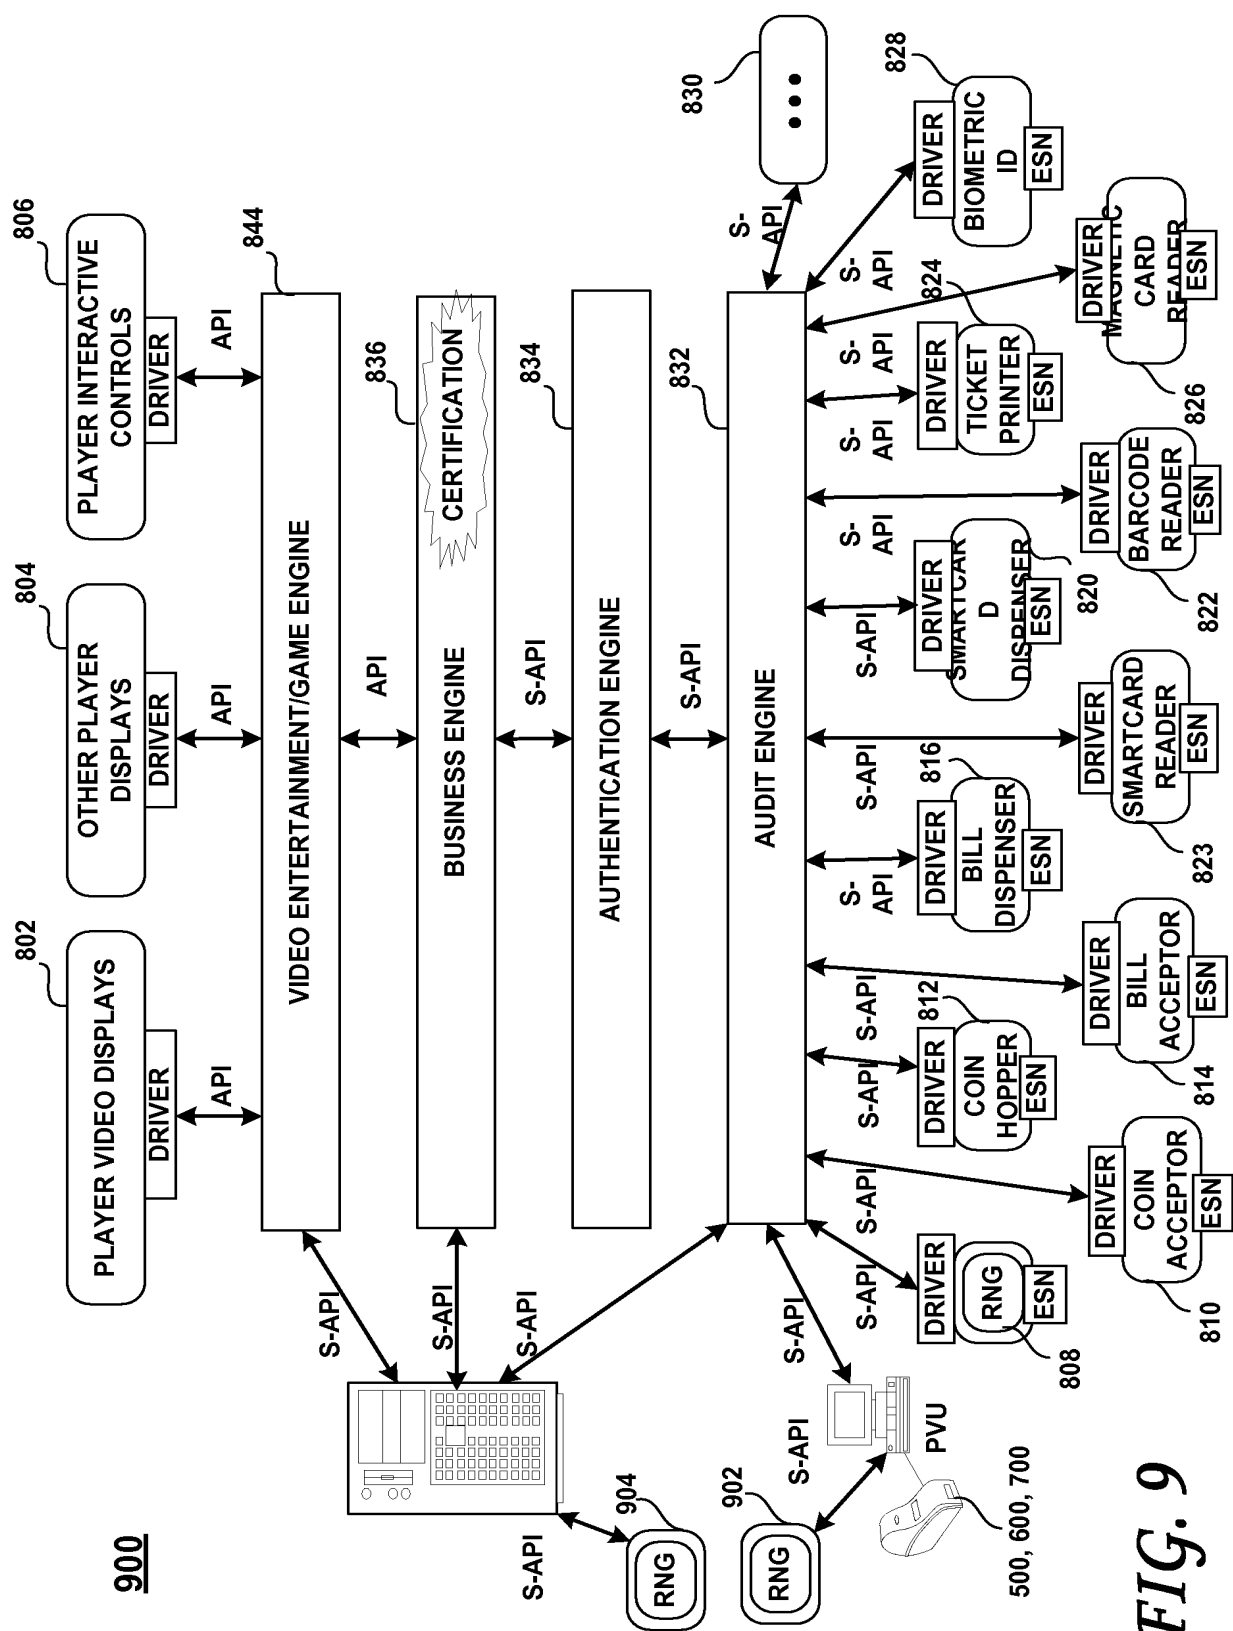 900
802
804
806
PLAYER VIDEO DISPLAYS
DRIVER
OTHER PLAYER
DISPLAYS
DRIVER
PLAYER INTERACTIVE
CONTROLS
DRIVER
API
API
API
844
VIDEO ENTERTAINMENT/GAME ENGINE
S-API
API
836
BUSINESS ENGINE
CERTIFICATION
S-API
S-API
S-API
834
AUTHENTICATION ENGINE
S-API
832
AUDIT ENGINE
S-
API
830
S-API
RNG
904
RNG
902
S-API
S-API
PVU
500, 600, 700
S-API
DRIVER
RNG
ESN
808
S-API
DRIVER
COIN
ACCEPTOR
ESN
810
S-API
DRIVER
COIN
HOPPER
ESN
812
S-API
DRIVER
BILL
ACCEPTOR
ESN
814
S-
API
DRIVER
BILL
DISPENSER
ESN
816
S-API
DRIVER
SMARTCARD
READER
ESN
823
S-API
DRIVER
SMARTCAR
D
DISPENSER
ESN
820
S-
API
DRIVER
BARCODE
READER
ESN
822
S-
API
DRIVER
TICKET
PRINTER
ESN
824
S-
API
DRIVER
MAGNETIC
CARD
READER
ESN
826
S-
API
DRIVER
BIOMETRIC
ID
ESN
828
FIG. 9